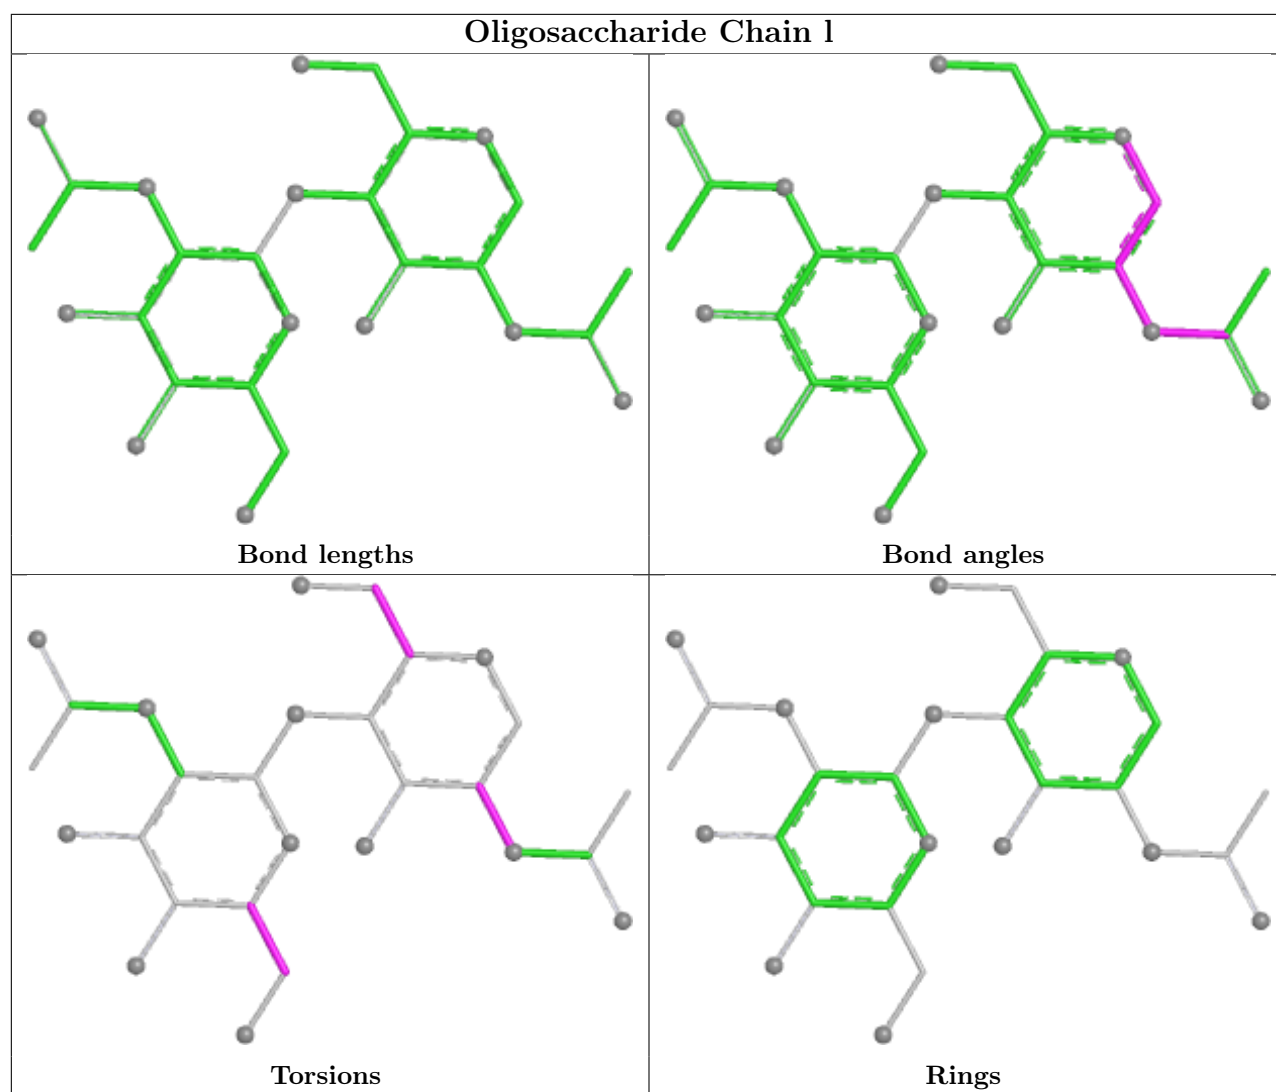 Oligosaccharide Chain l
Bond lengths
Bond angles
Torsions
Rings